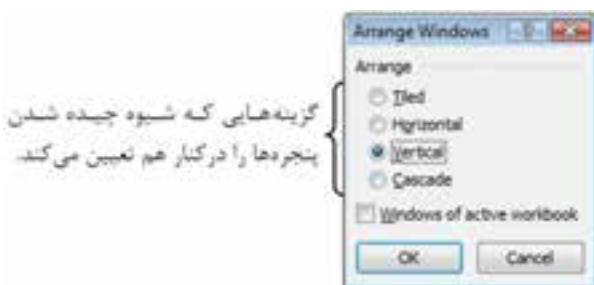 Arrange Windows
Arrange
Tiled
Horizontal
Vertical
Cascade
Windows of active workbook
OK
Cancel
گزینه‌هایی که شیوه چیده شدن
پنجره‌ها را درکنار هم تعیین می‌کند.